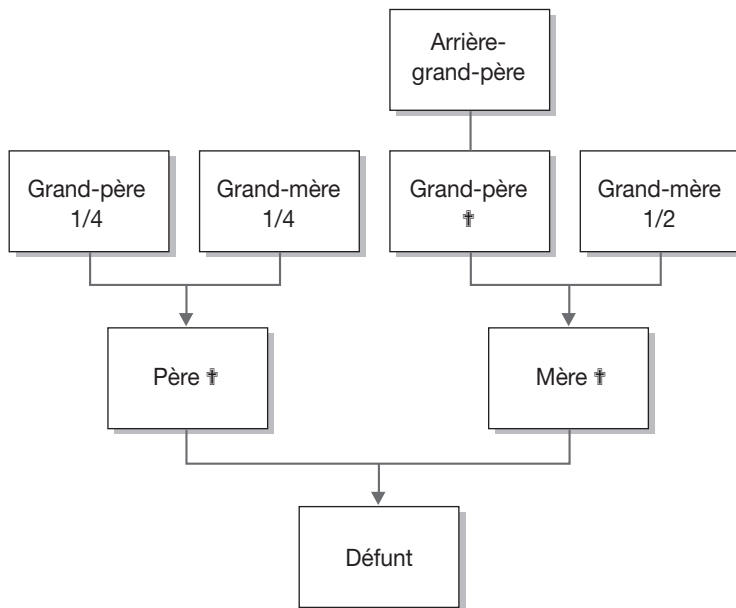 Arrière-
grand-père
Grand-père
1/4
Grand-mère
1/4
Grand-père
✝
Grand-mère
1/2
Père ✝
Mère ✝
Défunt